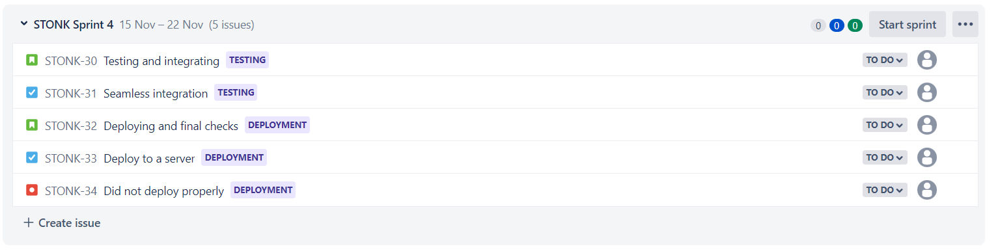 STONK Sprint 4 15 Nov – 22 Nov (5 issues) 0 0 0 Start sprint
STONK-30 Testing and integrating TESTING TO DO
STONK-31 Seamless integration TESTING TO DO
STONK-32 Deploying and final checks DEPLOYMENT TO DO
STONK-33 Deploy to a server DEPLOYMENT TO DO
STONK-34 Did not deploy properly DEPLOYMENT TO DO
+ Create issue